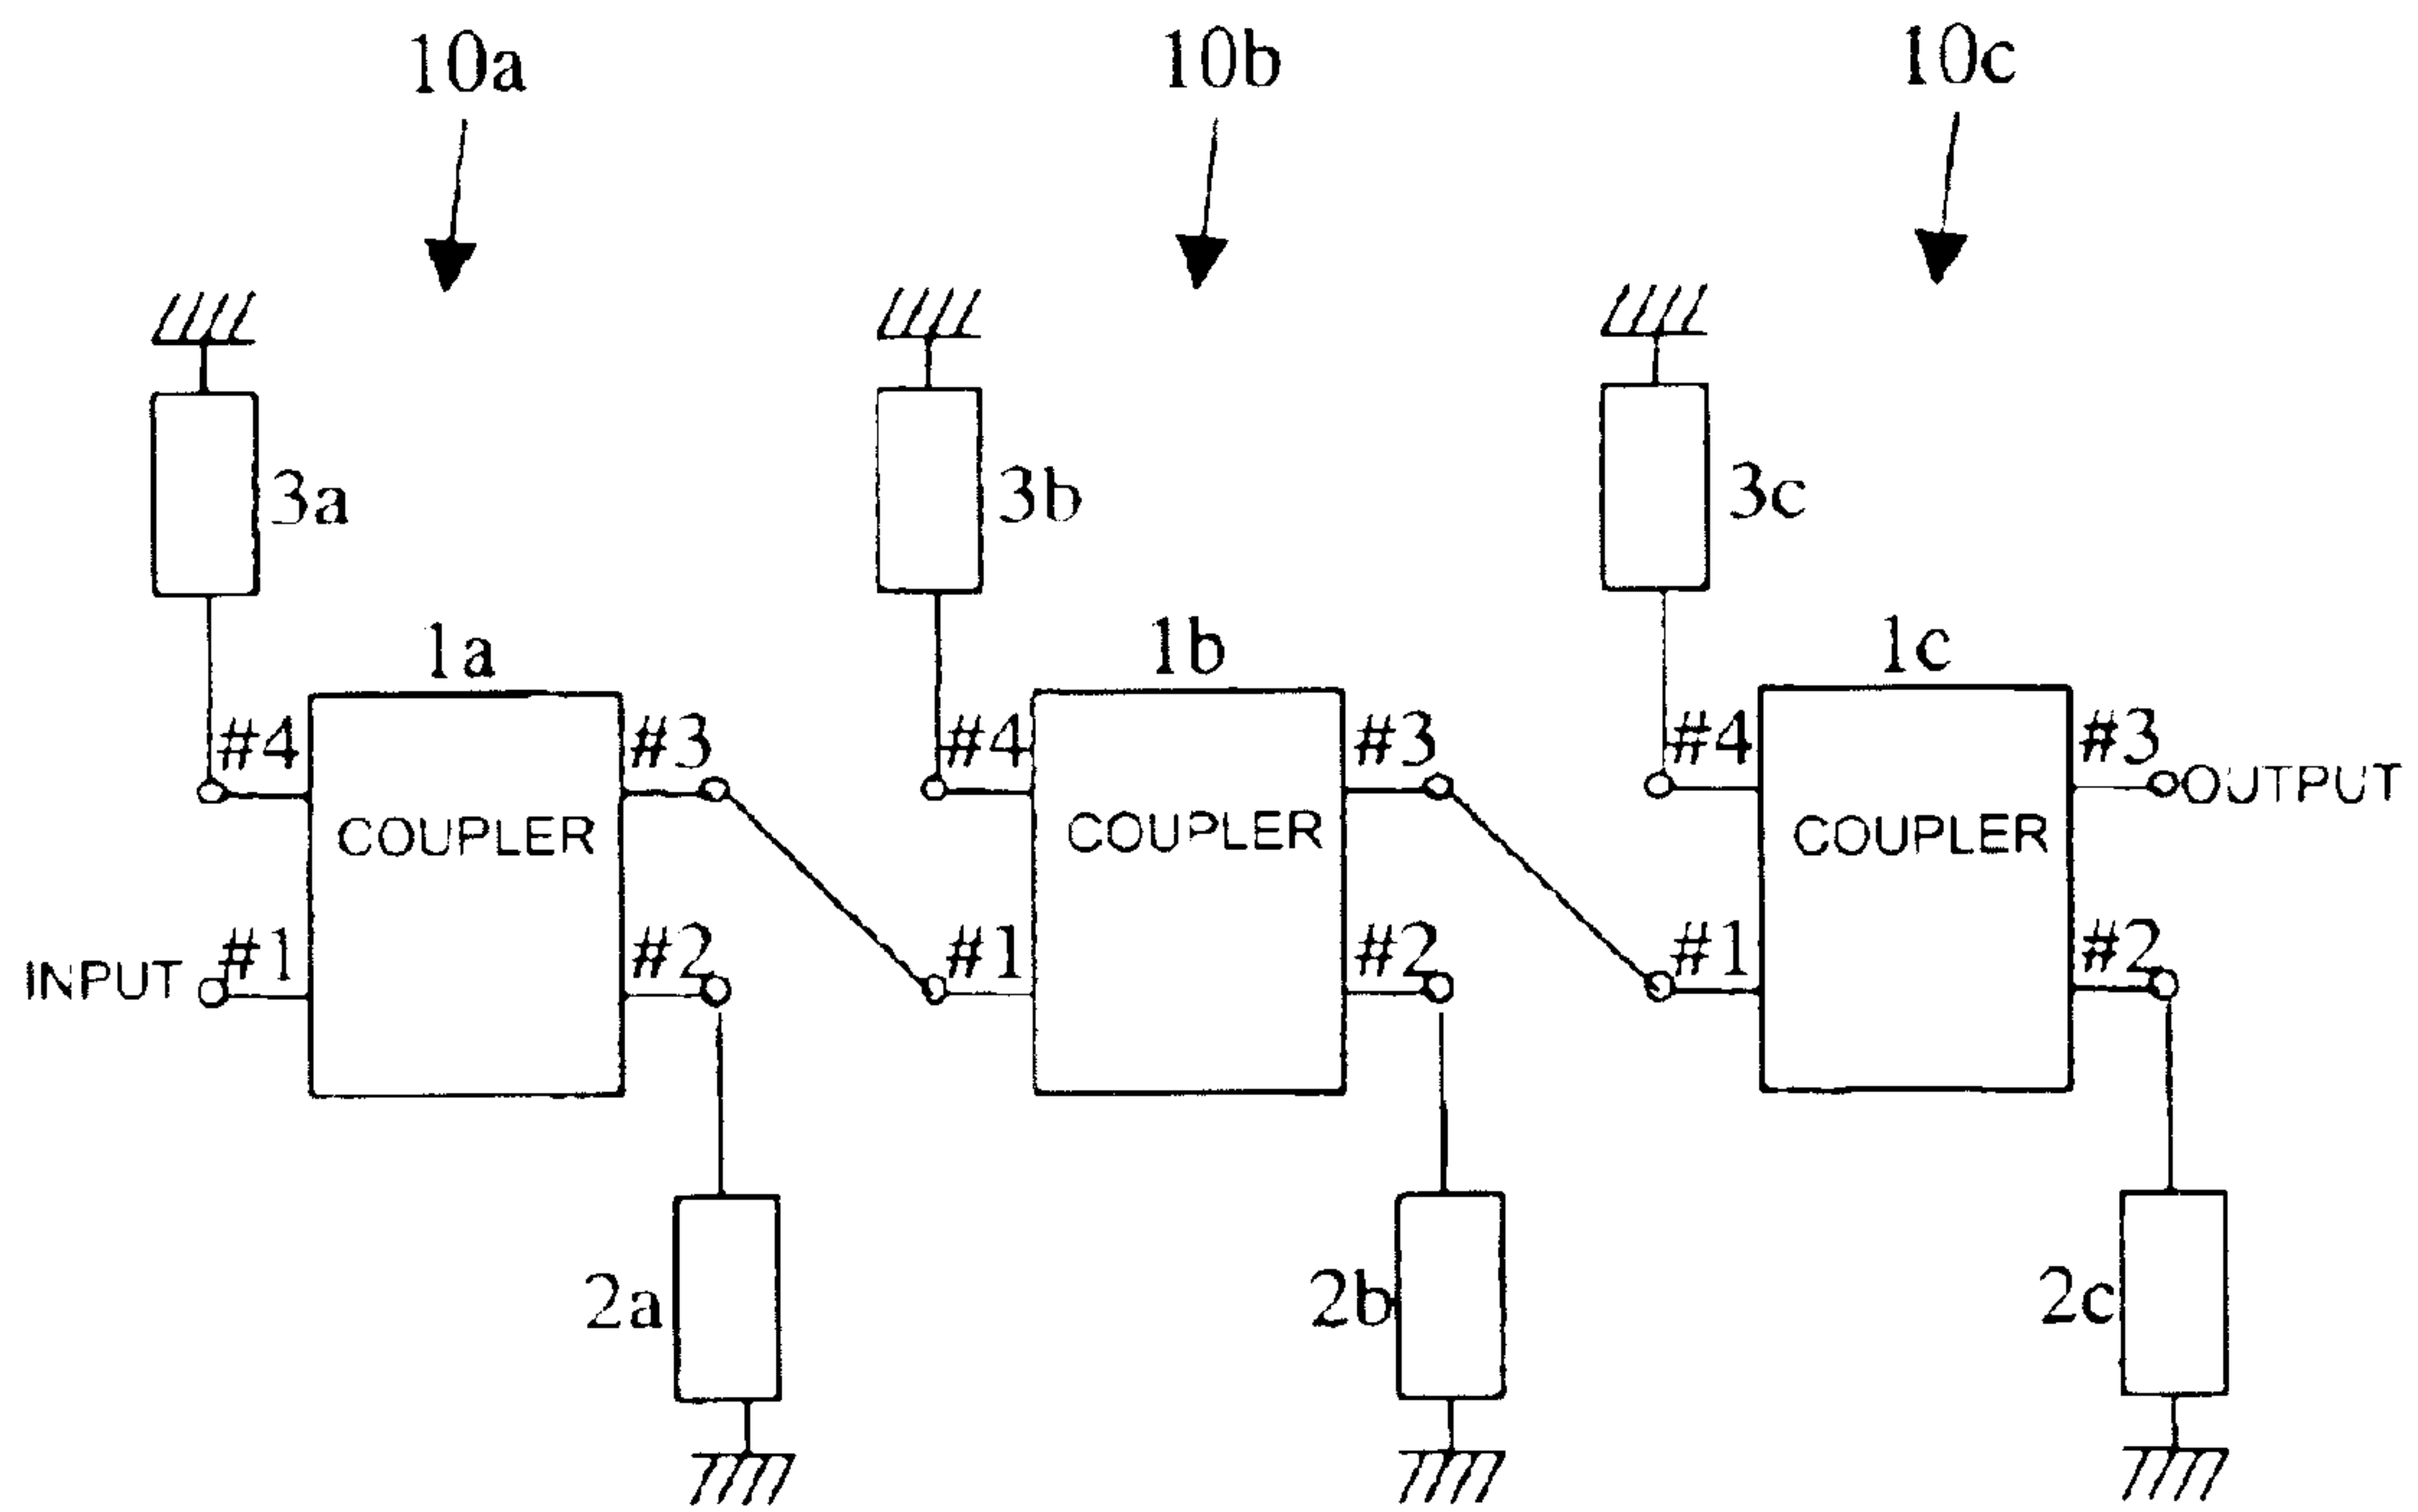 10a 10b 10c
3a 3b 3c
1a 1b 1c
#4 #3 #4 #3 #4 #3
OUTPUT
COUPLER COUPLER COUPLER
#1 #2 #1 #2 #1 #2
INPUT
2a 2b 2c